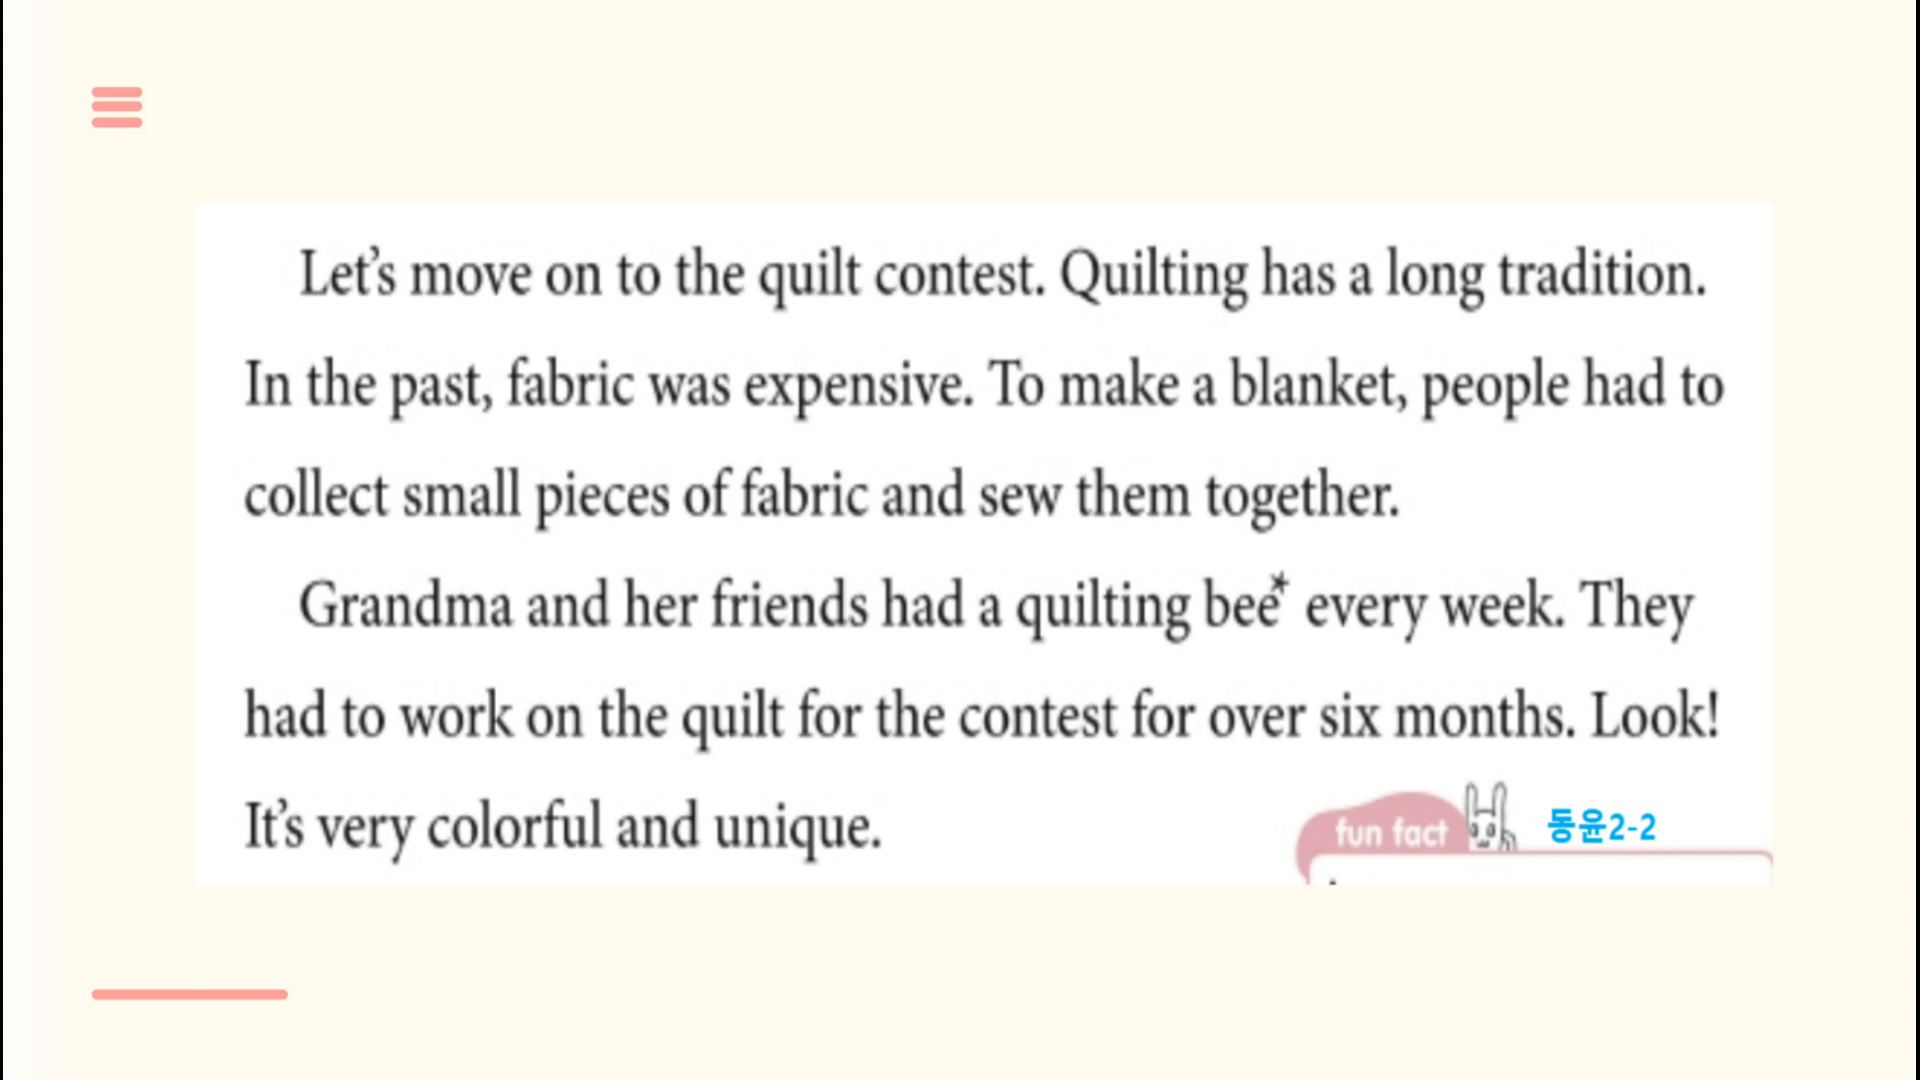 Let’s move on to the quilt contest. Quilting has a long tradition.
In the past, fabric was expensive. To make a blanket, people had to
collect small pieces of fabric and sew them together.
Grandma and her friends had a quilting bee* every week. They
had to work on the quilt for the contest for over six months. Look!
It’s very colorful and unique.
fun fact
동윤2-2